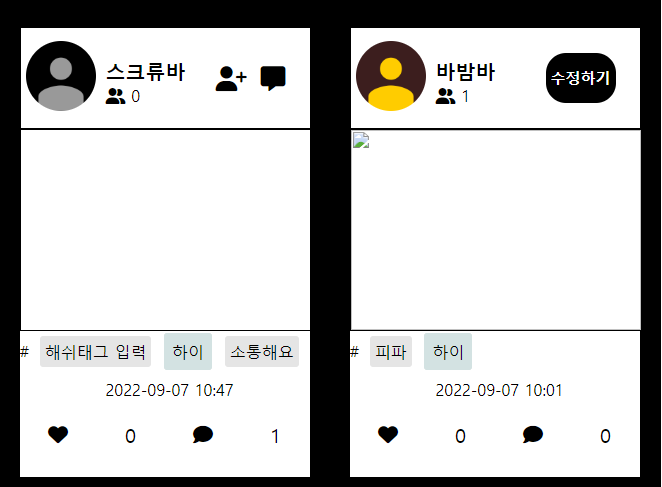 스크류바
0
바밤바
1
수정하기
# 해쉬태그 입력 하이 소통해요
2022-09-07 10:47
0 1
# 피파 하이
2022-09-07 10:01
0 0